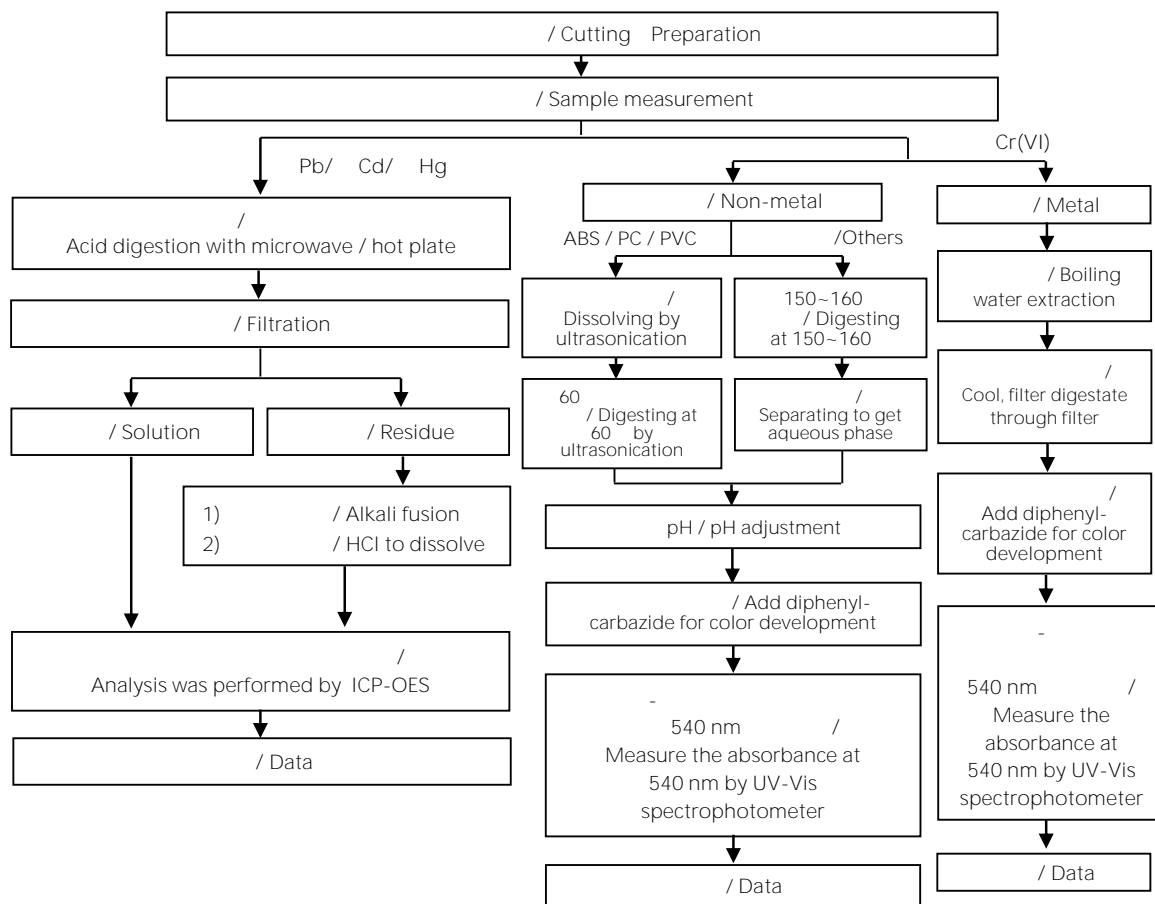 / Cutting Preparation
/ Sample measurement
Pb/ Cd/ Hg
/
Acid digestion with microwave / hot plate
/ Filtration
/ Solution
/ Residue
1) / Alkali fusion
2) / HCl to dissolve
/
Analysis was performed by ICP-OES
/ Data
Cr(VI)
/ Non-metal
ABS / PC / PVC
/Others
/
Dissolving by
ultrasonication
150~160
/ Digesting
at 150~160
60
/ Digesting at
60 by
ultrasonication
/
Separating to get
aqueous phase
pH / pH adjustment
/ Add diphenyl-
carbazide for color development
-
540 nm /
Measure the absorbance at
540 nm by UV-Vis
spectrophotometer
/ Data
/ Metal
/ Boiling
water extraction
/
Cool, filter digestate
through filter
/
Add diphenyl-
carbazide for color
development
-
540 nm /
Measure the
absorbance at
540 nm by UV-Vis
spectrophotometer
/ Data